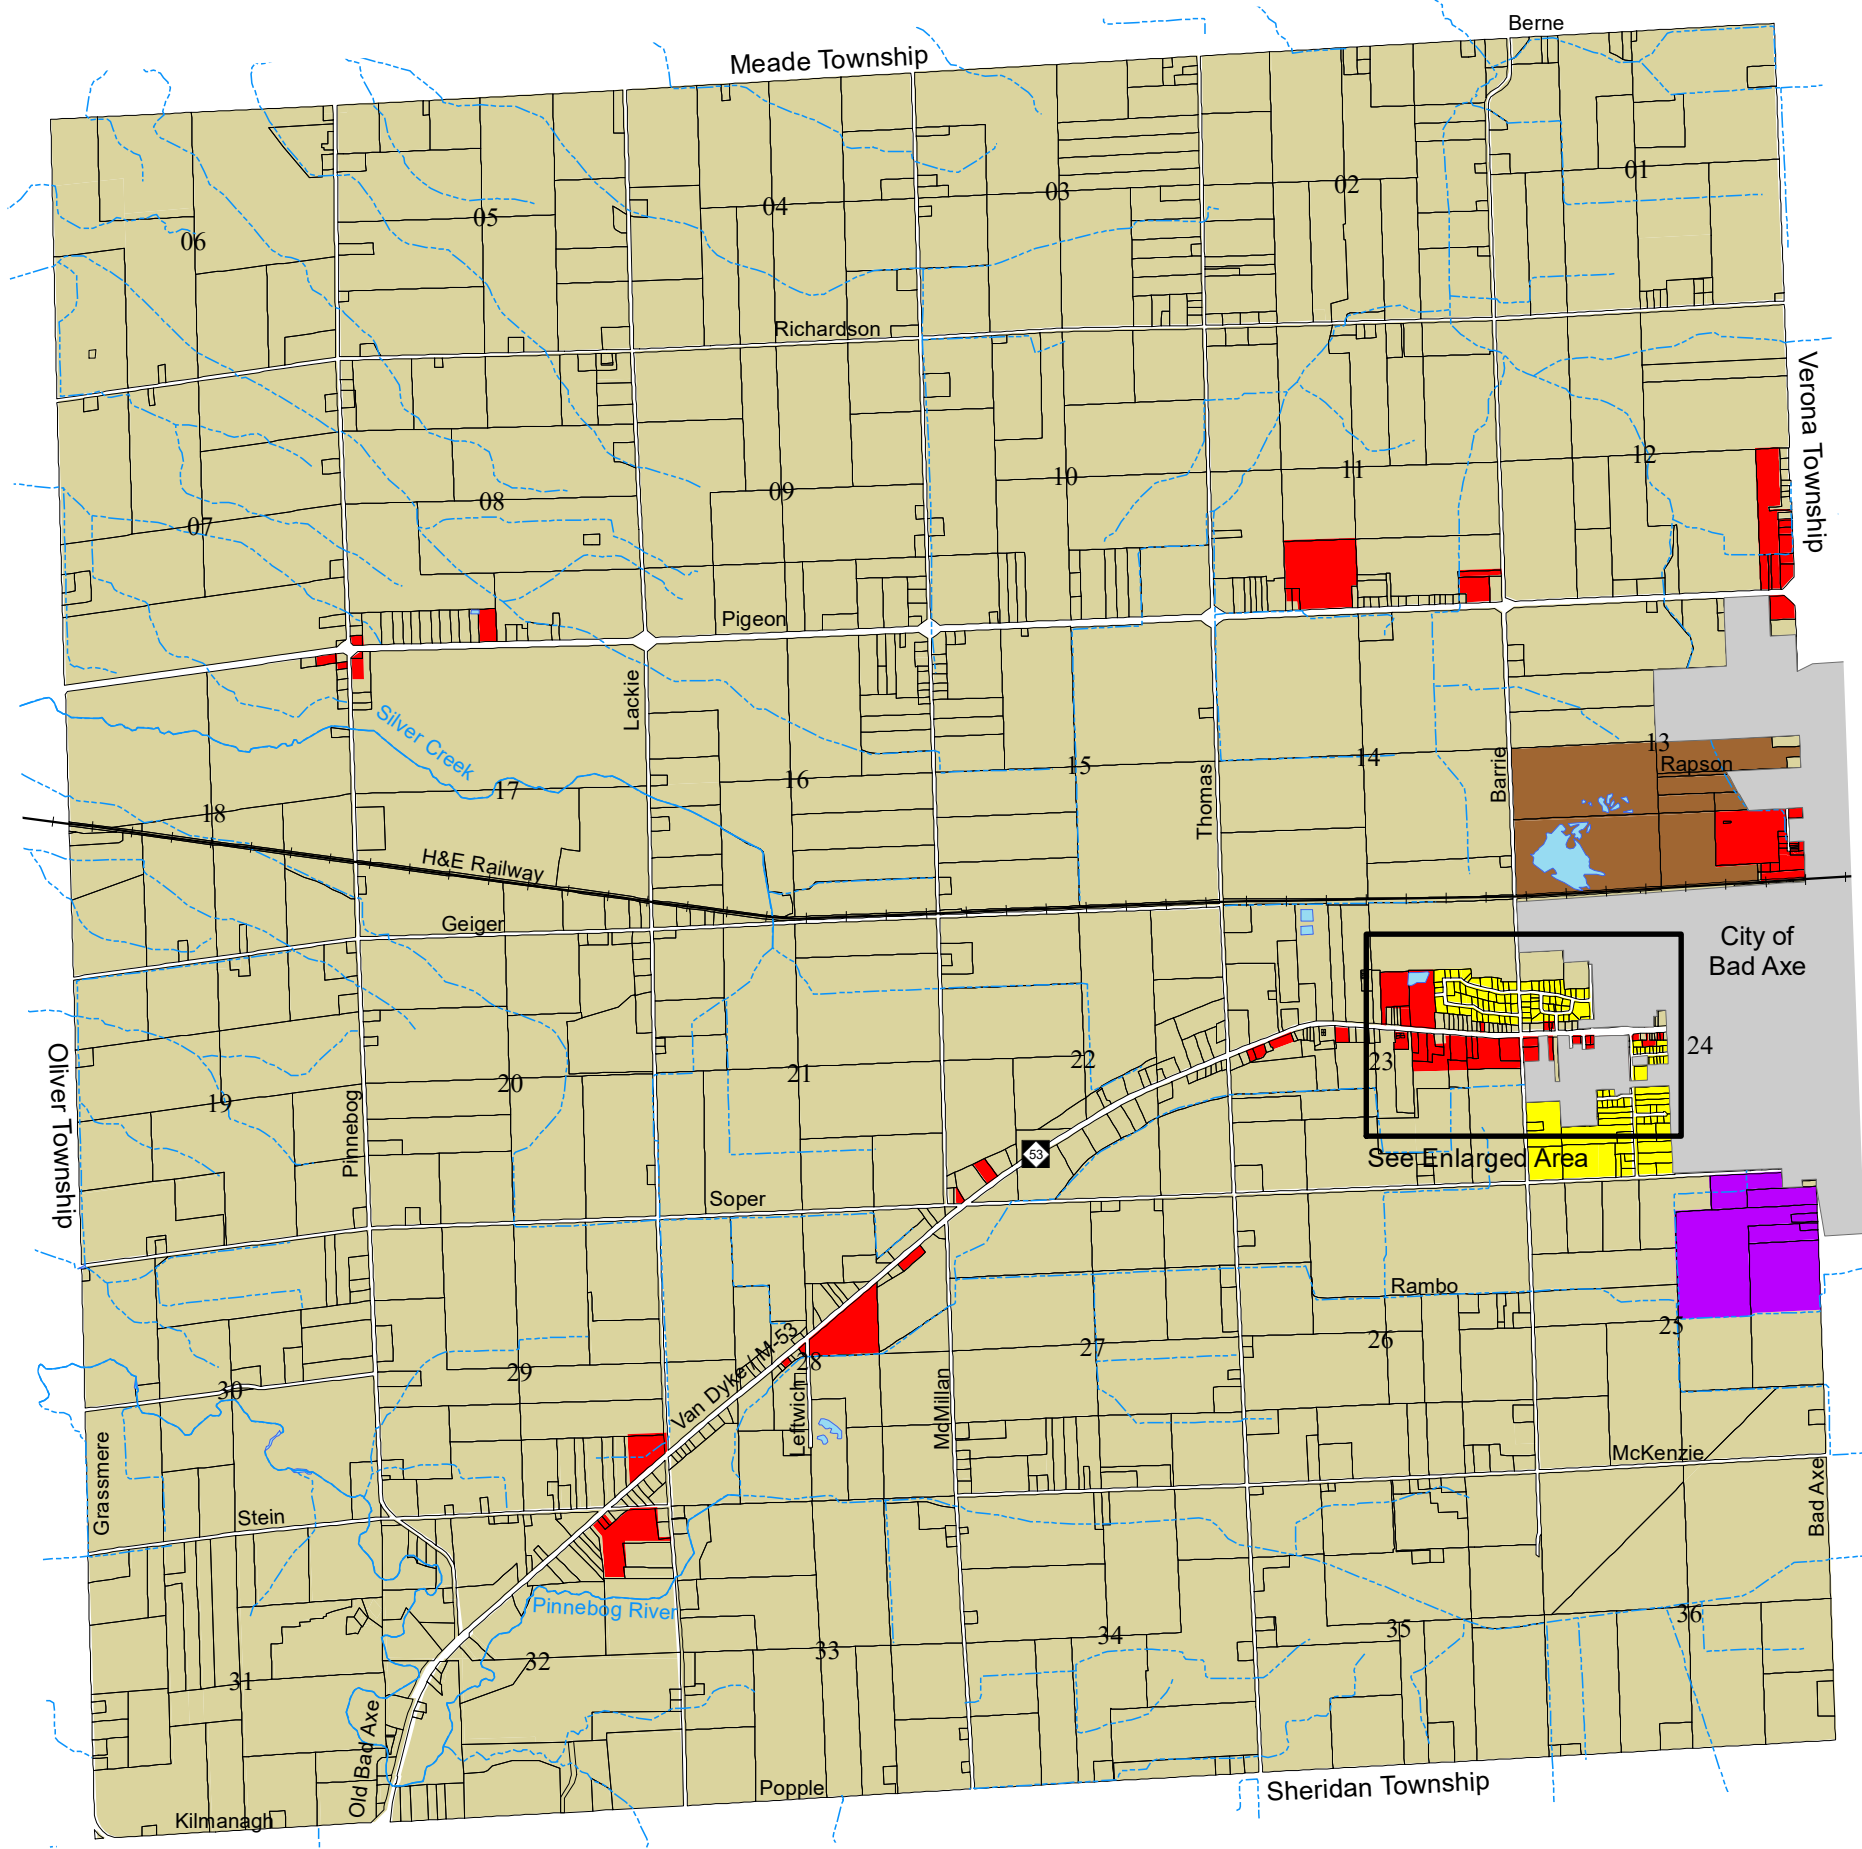 Berne
Meade Township
01
02
03
04
05
06
Richardson
Verona Township
12
11
10
09
08
07
Pigeon
Lackie
Silver Creek
13
Rapson
14
15
16
17
18
Barrie
Thomas
H&E Railway
Geiger
City of
Bad Axe
24
23
22
21
20
19
Oliver Township
Pinnebog
53
See Enlarged Area
Soper
Rambo
25
26
27
28
29
30
Van Dyke / M-53
Leftwich
McMillan
McKenzie
Bad Axe
Grassmere
Stein
Pinnebog River
36
35
34
33
32
31
Old Bad Axe
Popple
Sheridan Township
Kilmanagh